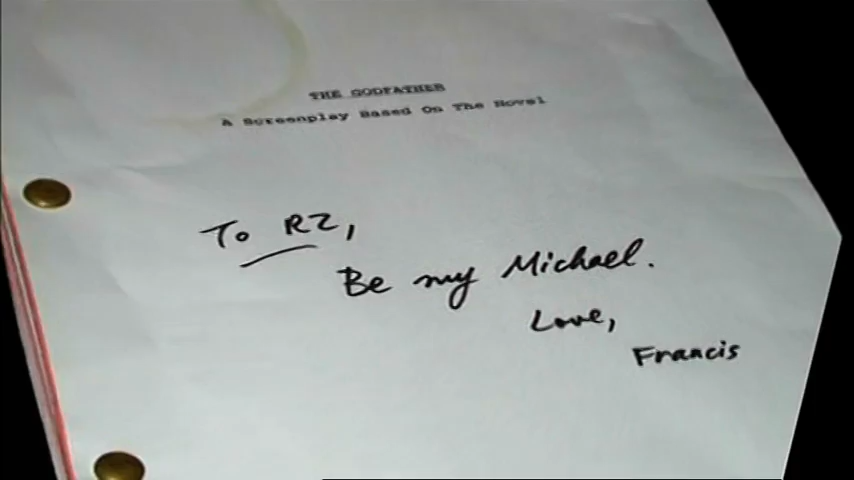 THE GODFATHER
A Screenplay Based On The Novel
To RZ,
Be my Michael.
Love,
Francis